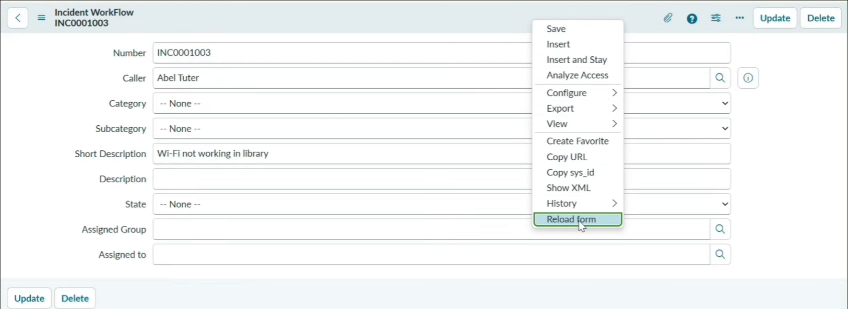 Incident WorkFlow
INC0001003
Update
Delete
Number
INC0001003
Caller
Abel Tuter
Category
-- None --
Subcategory
-- None --
Short Description
Wi-Fi not working in library
Description
State
-- None --
Assigned Group
Assigned to
Save
Insert
Insert and Stay
Analyze Access
Configure
Export
View
Create Favorite
Copy URL
Copy sys_id
Show XML
History
Reload form
Update
Delete